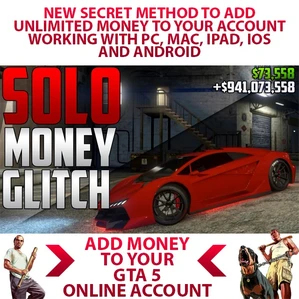 NEW SECRET METHOD TO ADD
UNLIMITED MONEY TO YOUR ACCOUNT
WORKING WITH PC, MAC, IPAD, IOS
AND ANDROID
$73,558
+$941,073,558
SOLO
MONEY
GLITCH
ADD MONEY
TO YOUR
GTA 5
ONLINE ACCOUNT